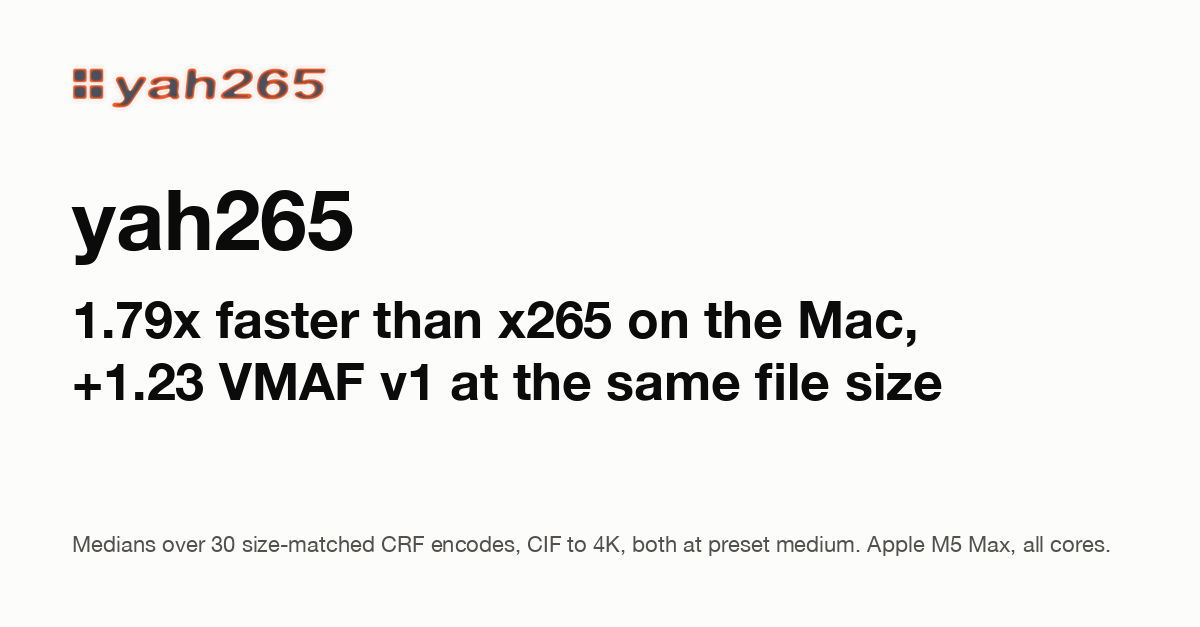 yah265
yah265
1.79x faster than x265 on the Mac,
+1.23 VMAF v1 at the same file size
Medians over 30 size-matched CRF encodes, CIF to 4K, both at preset medium. Apple M5 Max, all cores.